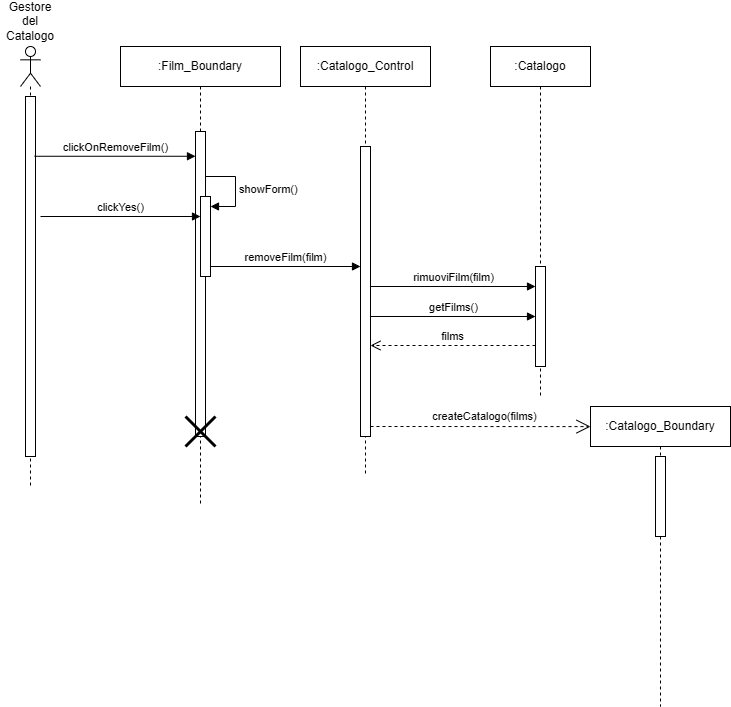 Gestore
del
Catalogo
:Film_Boundary
:Catalogo_Control
:Catalogo
clickOnRemoveFilm()
showForm()
clickYes()
removeFilm(film)
rimuoviFilm(film)
getFilms()
films
createCatalogo(films)
:Catalogo_Boundary